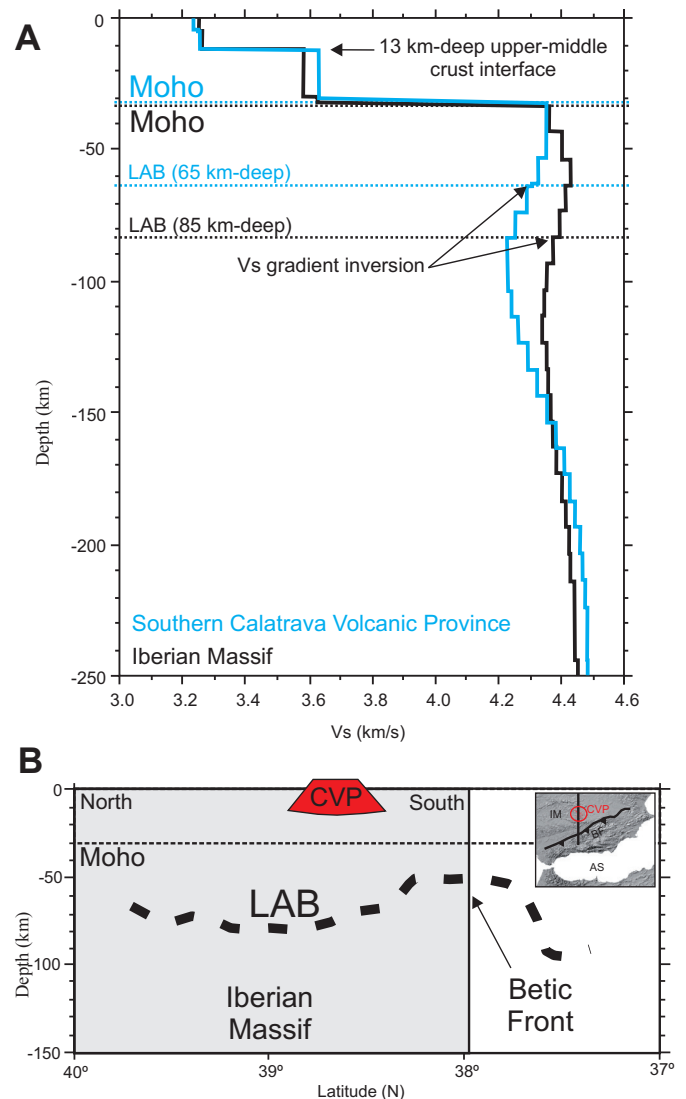 A
0
13 km-deep upper-middle
crust interface
Moho
Moho
-50
LAB (65 km-deep)
LAB (85 km-deep)
Vs gradient inversion
-100
Depth (km)
-150
-200
Southern Calatrava Volcanic Province
Iberian Massif
-250
3.0 3.2 3.4 3.6 3.8 4.0 4.2 4.4 4.6
Vs (km/s)
B
0
North
CVP
South
IM
CVP
BF
AS
Moho
-50
LAB
Depth (km)
-100
Iberian
Massif
Betic
Front
-150
40º 39º 38º 37º
Latitude (N)